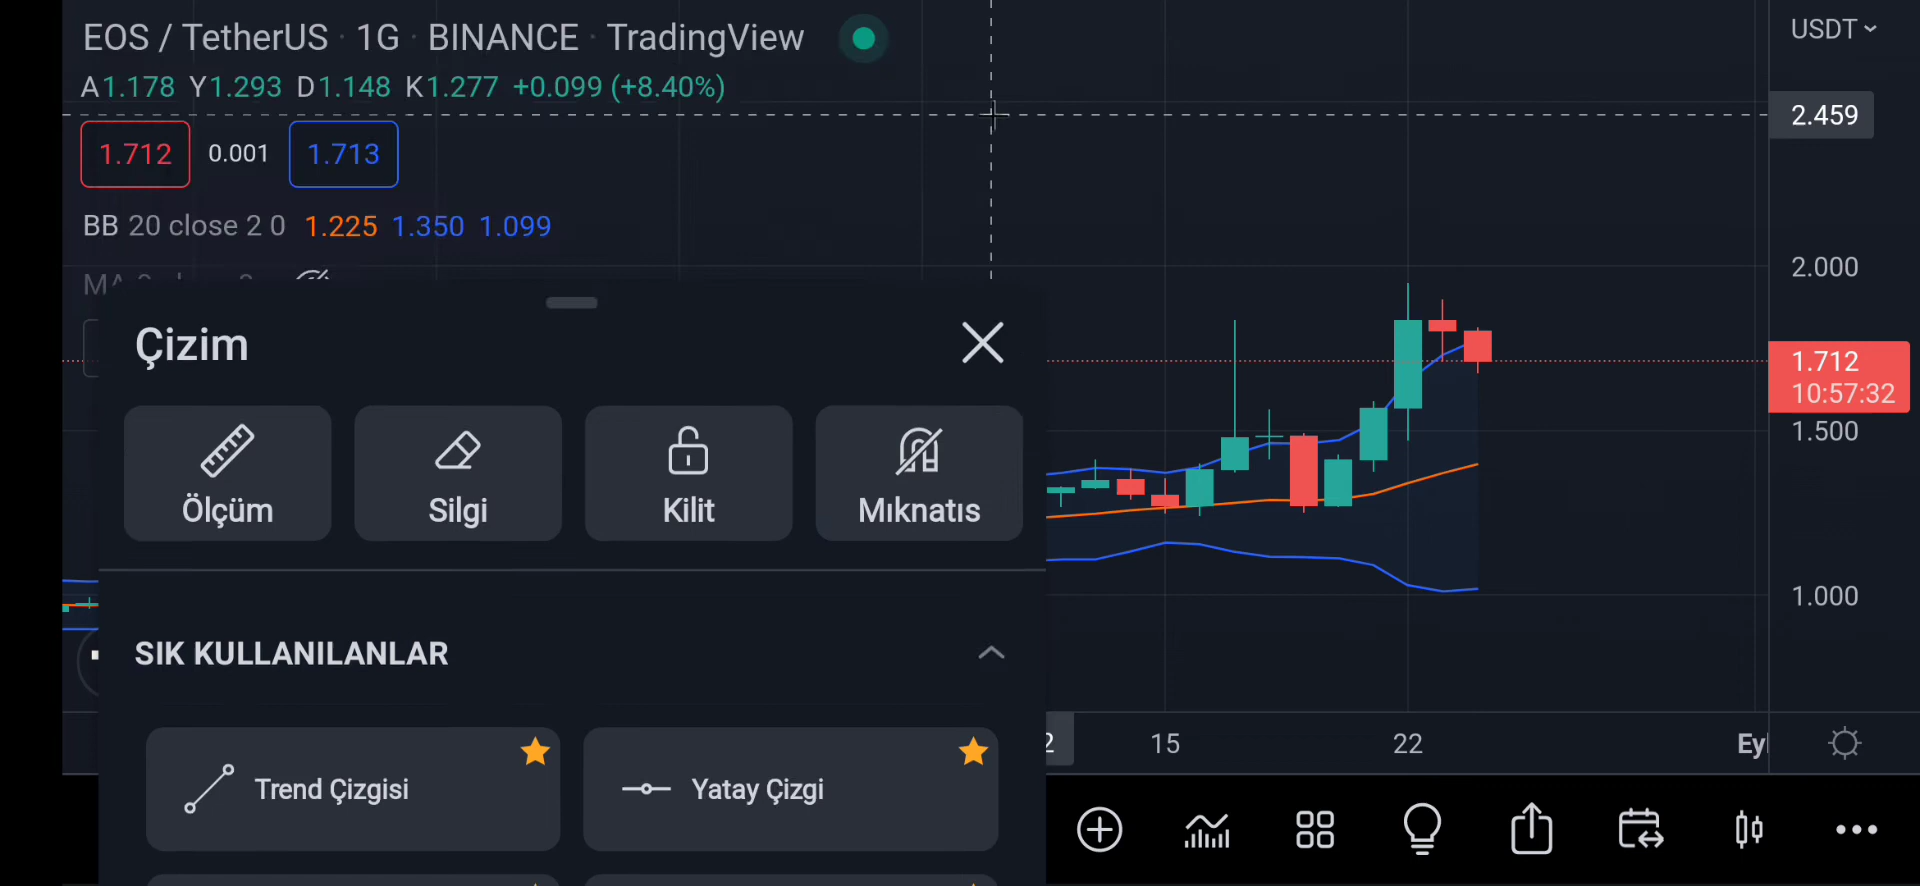 EOS / TetherUS · 1G · BINANCE · TradingView
A1.178 Y1.293 D1.148 K1.277 +0.099 (+8.40%)
1.712 0.001 1.713
BB 20 close 2 0 1.225 1.350 1.099
USDT
2.459
2.000
1.712
10:57:32
1.500
1.000
Çizim
Ölçüm Silgi Kilit Mıknatıs
SIK KULLANILANLAR
Trend Çizgisi Yatay Çizgi
2 15 22 Eyl